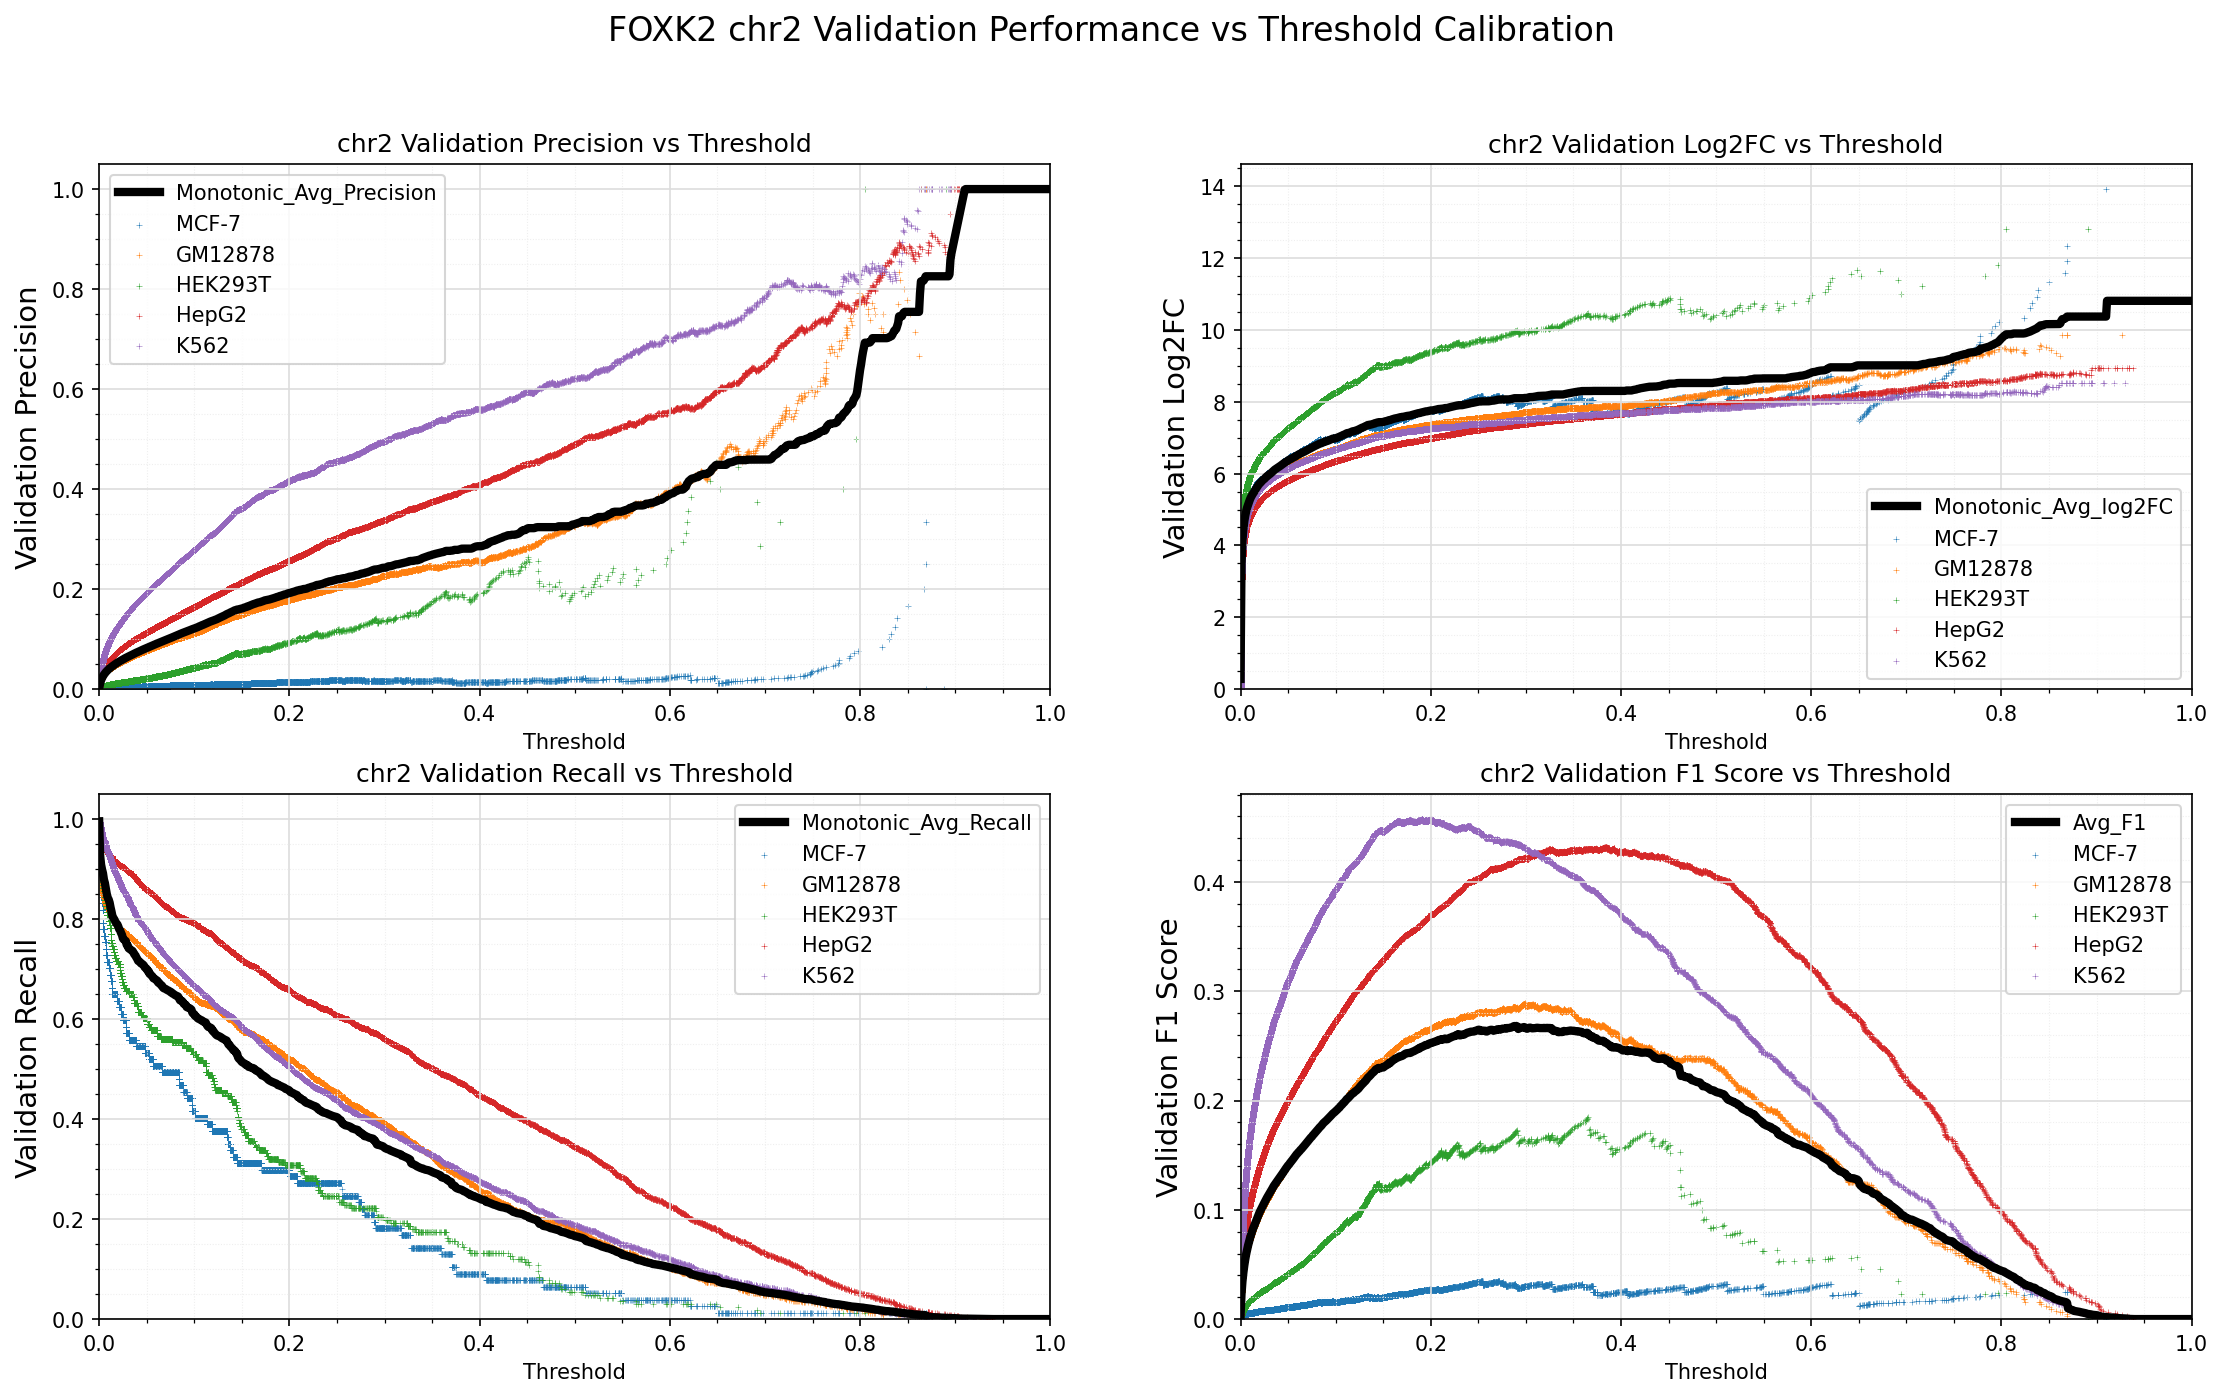 FOXK2 chr2 Validation Performance vs Threshold Calibration
chr2 Validation Precision vs Threshold
Validation Precision
1.0
0.8
0.6
0.4
0.2
0.0
Monotonic_Avg_Precision
MCF-7
GM12878
HEK293T
HepG2
K562
0.0 0.2 0.4 0.6 0.8 1.0
Threshold
chr2 Validation Log2FC vs Threshold
Validation Log2FC
14
12
10
8
6
4
2
0
Monotonic_Avg_log2FC
MCF-7
GM12878
HEK293T
HepG2
K562
0.0 0.2 0.4 0.6 0.8 1.0
Threshold
chr2 Validation Recall vs Threshold
Validation Recall
1.0
0.8
0.6
0.4
0.2
0.0
Monotonic_Avg_Recall
MCF-7
GM12878
HEK293T
HepG2
K562
0.0 0.2 0.4 0.6 0.8 1.0
Threshold
chr2 Validation F1 Score vs Threshold
Validation F1 Score
0.4
0.3
0.2
0.1
0.0
Avg_F1
MCF-7
GM12878
HEK293T
HepG2
K562
0.0 0.2 0.4 0.6 0.8 1.0
Threshold